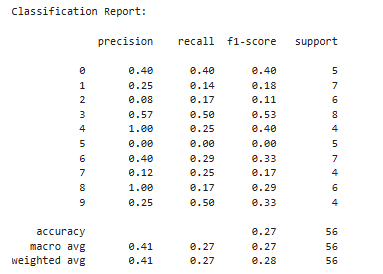 Classification Report:
precision recall f1-score support
0 0.40 0.40 0.40 5
1 0.25 0.14 0.18 7
2 0.08 0.17 0.11 6
3 0.57 0.50 0.53 8
4 1.00 0.25 0.40 4
5 0.00 0.00 0.00 5
6 0.40 0.29 0.33 7
7 0.12 0.25 0.17 4
8 1.00 0.17 0.29 6
9 0.25 0.50 0.33 4
accuracy 0.27 56
macro avg 0.41 0.27 0.27 56
weighted avg 0.41 0.27 0.28 56